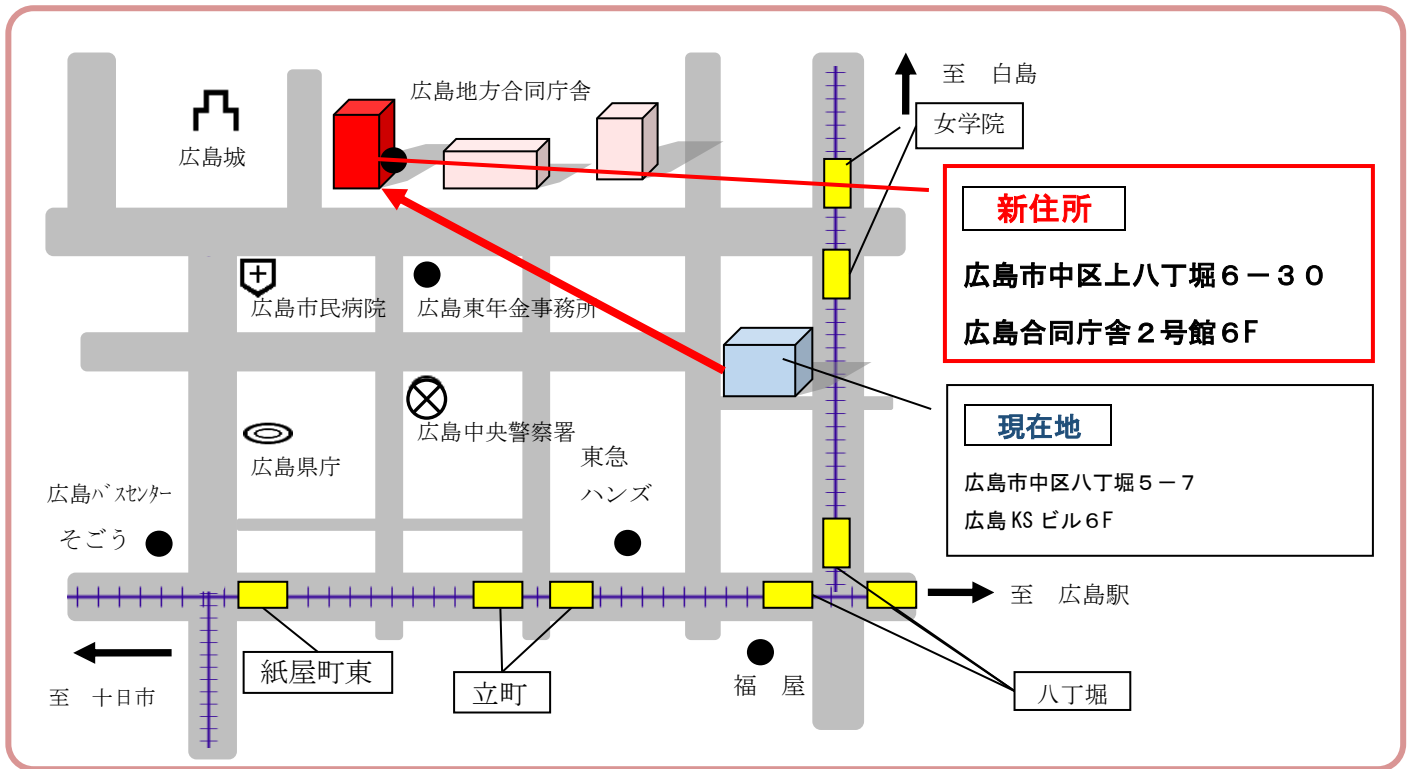 至　白島
広島地方合同庁舎
女学院
広島城
新住所
広島市中区上八丁堀６－３０
広島合同庁舎２号館６F
広島市民病院
広島東年金事務所
現在地
広島市中区八丁堀５－７
広島 KS ビル６F
広島中央警察署
東急
ハンズ
広島県庁
広島ﾊﾞｽｾﾝﾀｰ
そごう
至　広島駅
紙屋町東
立町
福　屋
八丁堀
至　十日市